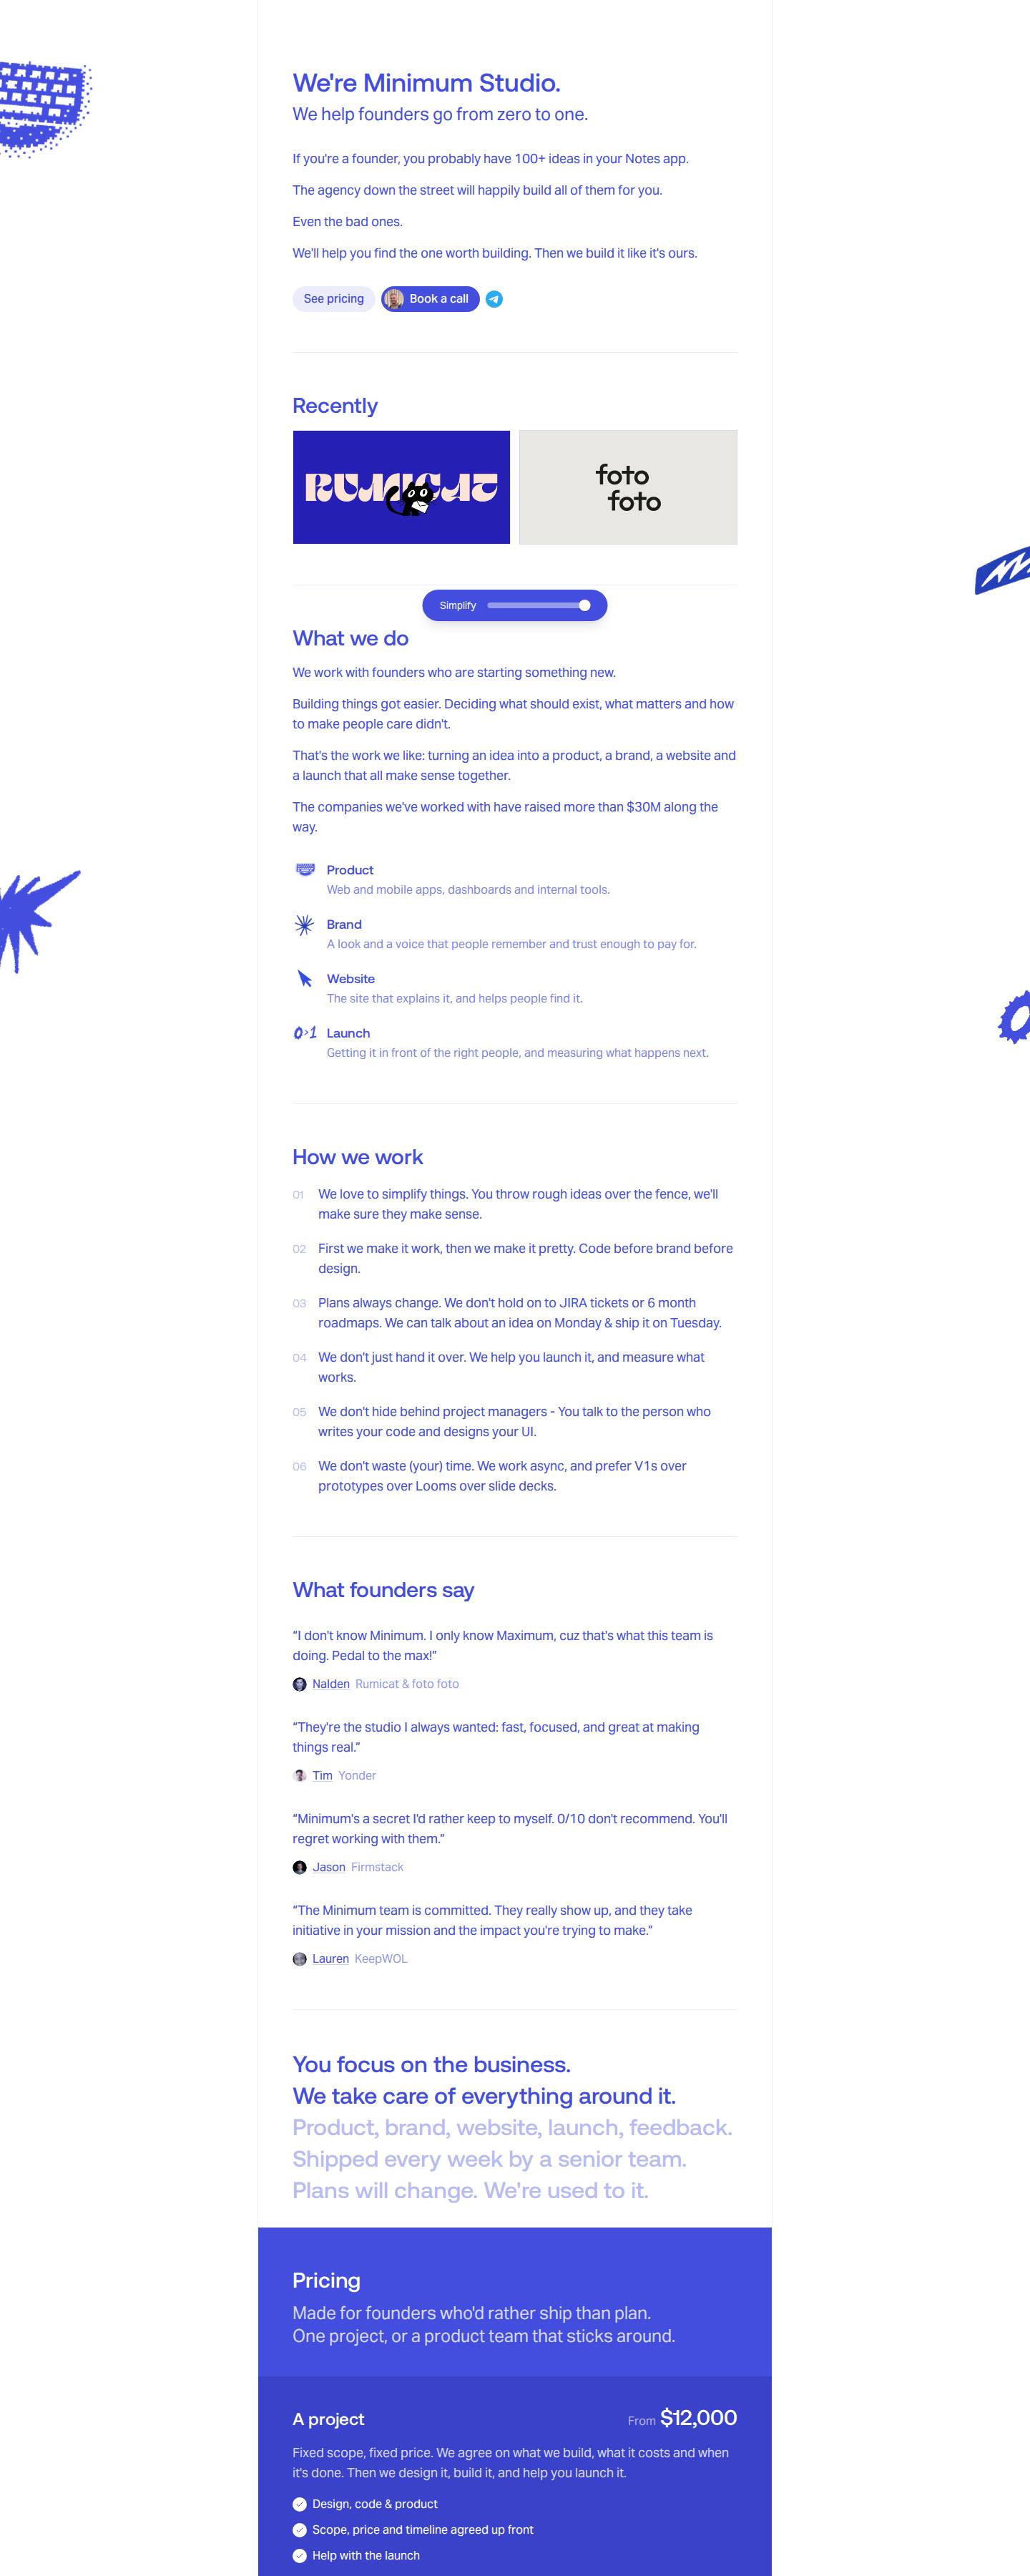 We're Minimum Studio.
We help founders go from zero to one.
If you're a founder, you probably have 100+ ideas in your Notes app.
The agency down the street will happily build all of them for you.
Even the bad ones.
We'll help you find the one worth building. Then we build it like it's ours.
See pricing
Book a call
Recently
RUMICAT
foto
foto
Simplify
What we do
We work with founders who are starting something new.
Building things got easier. Deciding what should exist, what matters and how
to make people care didn't.
That's the work we like: turning an idea into a product, a brand, a website and
a launch that all make sense together.
The companies we've worked with have raised more than $30M along the
way.
Product
Web and mobile apps, dashboards and internal tools.
Brand
A look and a voice that people remember and trust enough to pay for.
Website
The site that explains it, and helps people find it.
0>1 Launch
Getting it in front of the right people, and measuring what happens next.
How we work
01 We love to simplify things. You throw rough ideas over the fence, we'll
make sure they make sense.
02 First we make it work, then we make it pretty. Code before brand before
design.
03 Plans always change. We don't hold on to JIRA tickets or 6 month
roadmaps. We can talk about an idea on Monday & ship it on Tuesday.
04 We don't just hand it over. We help you launch it, and measure what
works.
05 We don't hide behind project managers - You talk to the person who
writes your code and designs your UI.
06 We don't waste (your) time. We work async, and prefer V1s over
prototypes over Looms over slide decks.
What founders say
“I don't know Minimum. I only know Maximum, cuz that's what this team is
doing. Pedal to the max!”
Nalden Rumicat & foto foto
“They're the studio I always wanted: fast, focused, and great at making
things real.”
Tim Yonder
“Minimum's a secret I'd rather keep to myself. 0/10 don't recommend. You'll
regret working with them.”
Jason Firmstack
“The Minimum team is committed. They really show up, and they take
initiative in your mission and the impact you're trying to make.”
Lauren KeepWOL
You focus on the business.
We take care of everything around it.
Product, brand, website, launch, feedback.
Shipped every week by a senior team.
Plans will change. We're used to it.
Pricing
Made for founders who'd rather ship than plan.
One project, or a product team that sticks around.
A project
From $12,000
Fixed scope, fixed price. We agree on what we build, what it costs and when
it's done. Then we design it, build it, and help you launch it.
Design, code & product
Scope, price and timeline agreed up front
Help with the launch